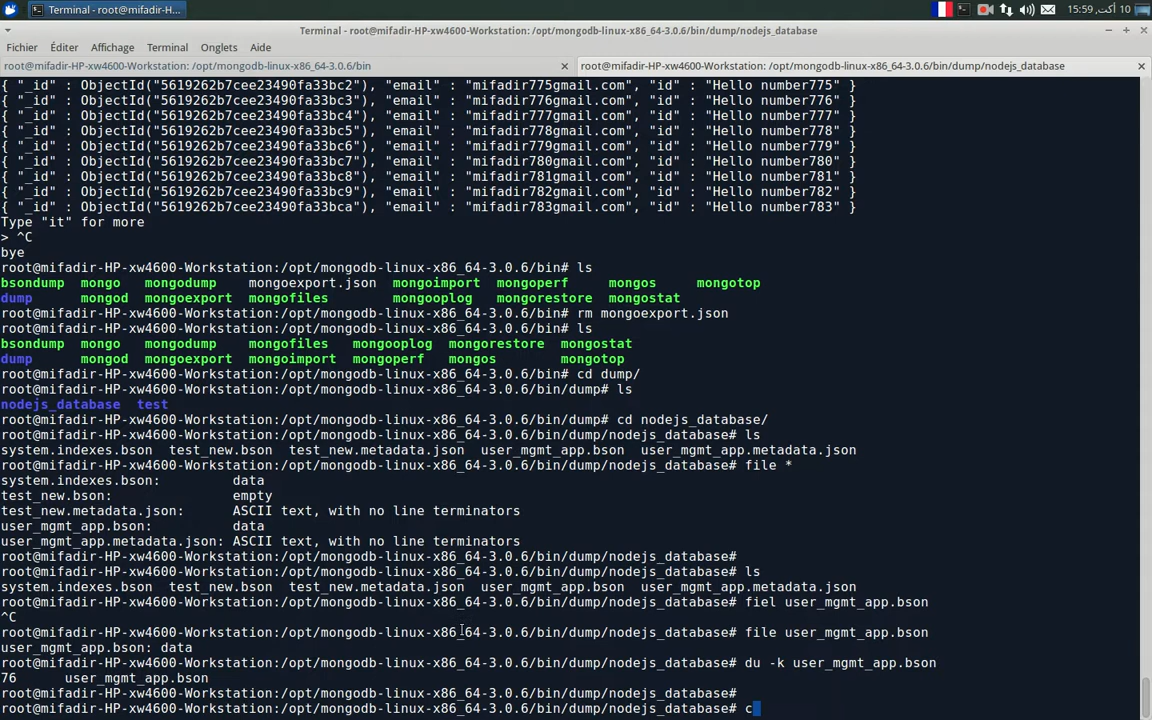 Terminal - root@mifadir-HP-xw4600-W...
10 أكت, 15:59
Terminal - root@mifadir-HP-xw4600-Workstation: /opt/mongodb-linux-x86_64-3.0.6/bin/dump/nodejs_database
Fichier Éditer Affichage Terminal Onglets Aide
Terminal - root@mifadir-HP-xw4600-Workstation: /opt/mongodb-linux-x86_64-3.0.6/bin
root@mifadir-HP-xw4600-Workstation: /opt/mongodb-linux-x86_64-3.0.6/bin/dump/nodejs_database
{ "_id" : ObjectId("5619262b7cee23490fa33bc2"), "email" : "mifadir775gmail.com", "id" : "Hello number775" }
{ "_id" : ObjectId("5619262b7cee23490fa33bc3"), "email" : "mifadir776gmail.com", "id" : "Hello number776" }
{ "_id" : ObjectId("5619262b7cee23490fa33bc4"), "email" : "mifadir777gmail.com", "id" : "Hello number777" }
{ "_id" : ObjectId("5619262b7cee23490fa33bc5"), "email" : "mifadir778gmail.com", "id" : "Hello number778" }
{ "_id" : ObjectId("5619262b7cee23490fa33bc6"), "email" : "mifadir779gmail.com", "id" : "Hello number779" }
{ "_id" : ObjectId("5619262b7cee23490fa33bc7"), "email" : "mifadir780gmail.com", "id" : "Hello number780" }
{ "_id" : ObjectId("5619262b7cee23490fa33bc8"), "email" : "mifadir781gmail.com", "id" : "Hello number781" }
{ "_id" : ObjectId("5619262b7cee23490fa33bc9"), "email" : "mifadir782gmail.com", "id" : "Hello number782" }
{ "_id" : ObjectId("5619262b7cee23490fa33bca"), "email" : "mifadir783gmail.com", "id" : "Hello number783" }
Type "it" for more
> ^C
bye
root@mifadir-HP-xw4600-Workstation:/opt/mongodb-linux-x86_64-3.0.6/bin# ls
bsondump mongo mongodump mongoexport.json mongoimport mongoperf mongos mongotop
dump mongod mongoexport mongofiles mongooplog mongorestore mongostat
root@mifadir-HP-xw4600-Workstation:/opt/mongodb-linux-x86_64-3.0.6/bin# rm mongoexport.json
root@mifadir-HP-xw4600-Workstation:/opt/mongodb-linux-x86_64-3.0.6/bin# ls
bsondump mongo mongodump mongofiles mongooplog mongorestore mongostat
dump mongod mongoexport mongoimport mongoperf mongos mongotop
root@mifadir-HP-xw4600-Workstation:/opt/mongodb-linux-x86_64-3.0.6/bin# cd dump/
root@mifadir-HP-xw4600-Workstation:/opt/mongodb-linux-x86_64-3.0.6/bin/dump# ls
nodejs_database test
root@mifadir-HP-xw4600-Workstation:/opt/mongodb-linux-x86_64-3.0.6/bin/dump# cd nodejs_database/
root@mifadir-HP-xw4600-Workstation:/opt/mongodb-linux-x86_64-3.0.6/bin/dump/nodejs_database# ls
system.indexes.bson test_new.bson test_new.metadata.json user_mgmt_app.bson user_mgmt_app.metadata.json
root@mifadir-HP-xw4600-Workstation:/opt/mongodb-linux-x86_64-3.0.6/bin/dump/nodejs_database# file *
system.indexes.bson: data
test_new.bson: empty
test_new.metadata.json: ASCII text, with no line terminators
user_mgmt_app.bson: data
user_mgmt_app.metadata.json: ASCII text, with no line terminators
root@mifadir-HP-xw4600-Workstation:/opt/mongodb-linux-x86_64-3.0.6/bin/dump/nodejs_database#
root@mifadir-HP-xw4600-Workstation:/opt/mongodb-linux-x86_64-3.0.6/bin/dump/nodejs_database# ls
system.indexes.bson test_new.bson test_new.metadata.json user_mgmt_app.bson user_mgmt_app.metadata.json
root@mifadir-HP-xw4600-Workstation:/opt/mongodb-linux-x86_64-3.0.6/bin/dump/nodejs_database# fiel user_mgmt_app.bson
^C
root@mifadir-HP-xw4600-Workstation:/opt/mongodb-linux-x86_64-3.0.6/bin/dump/nodejs_database# file user_mgmt_app.bson
user_mgmt_app.bson: data
root@mifadir-HP-xw4600-Workstation:/opt/mongodb-linux-x86_64-3.0.6/bin/dump/nodejs_database# du -k user_mgmt_app.bson
76 user_mgmt_app.bson
root@mifadir-HP-xw4600-Workstation:/opt/mongodb-linux-x86_64-3.0.6/bin/dump/nodejs_database#
root@mifadir-HP-xw4600-Workstation:/opt/mongodb-linux-x86_64-3.0.6/bin/dump/nodejs_database# c